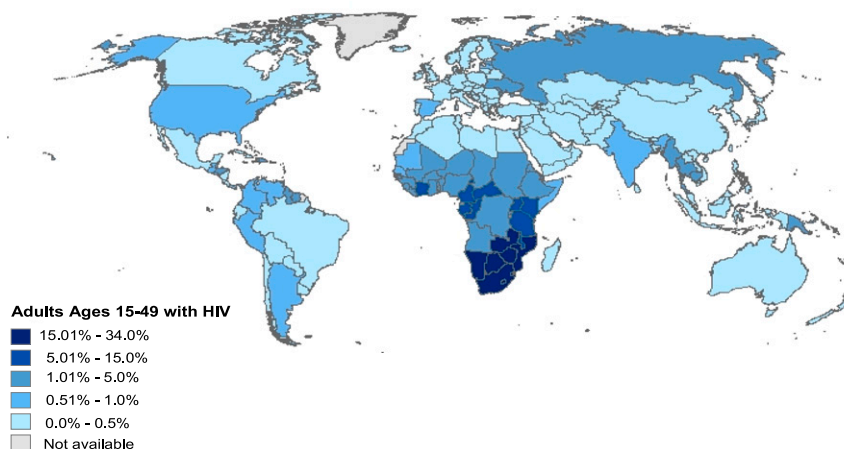 Adults Ages 15-49 with HIV
15.01% - 34.0%
5.01% - 15.0%
1.01% - 5.0%
0.51% - 1.0%
0.0% - 0.5%
Not available